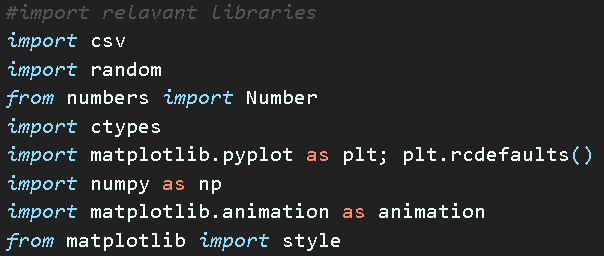 #import relavant libraries
import csv
import random
from numbers import Number
import ctypes
import matplotlib.pyplot as plt; plt.rcdefaults()
import numpy as np
import matplotlib.animation as animation
from matplotlib import style